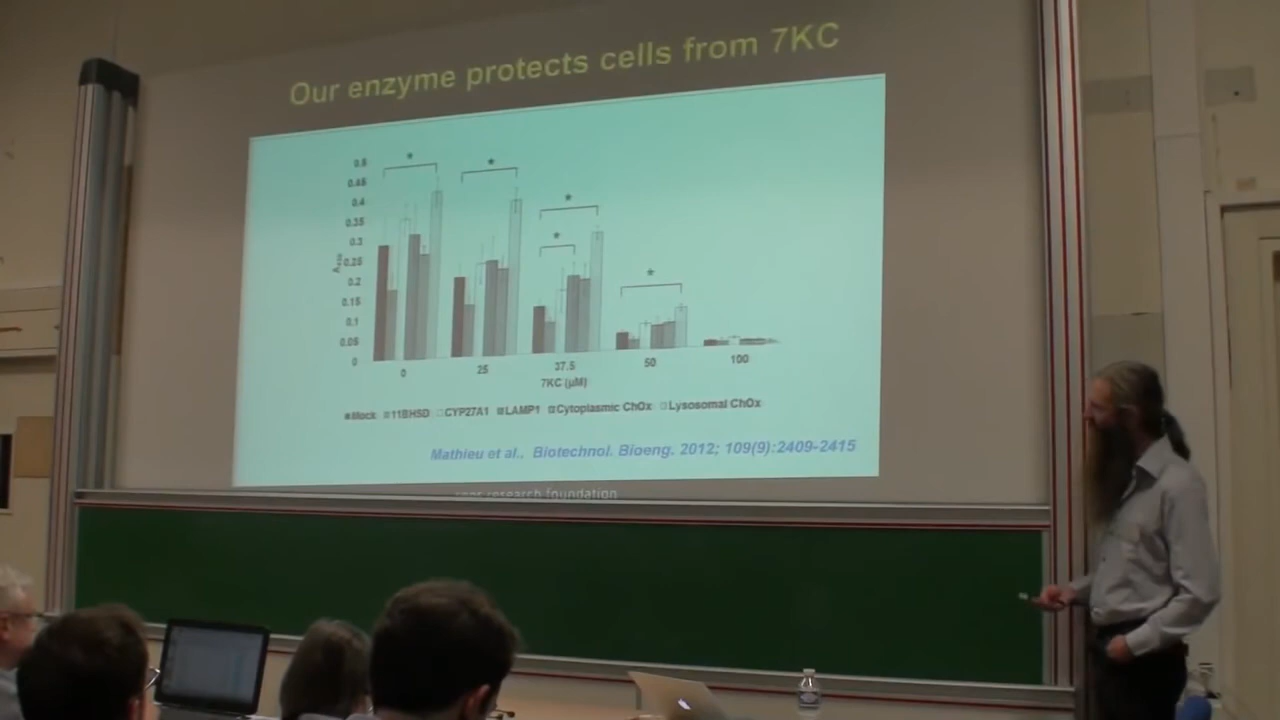 Our enzyme protects cells from 7KC
0.5
0.45
0.4
0.35
0.3
0.25
0.2
0.15
0.1
0.05
0
* * * * *
0 25 37.5 50 100
7KC (µM)
Mock 11BHSD CYP27A1 LAMP1 Cytoplasmic ChOx Lysosomal ChOx
Mathieu et al., Biotechnol. Bioeng. 2012; 109(9):2409-2415
research foundation